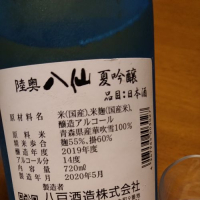 陸奥 八仙 夏吟醸
品目:日本酒
原材料名 米(国産)、米麹(国産米)、
醸造アルコール
原料米 青森県産華吹雪100%
精米歩合 麹55%、掛60%
醸造年度 2019年度
アルコール分 14度
内容量 720ml
製造年月 2020年5月
製造者
八戸酒造株式会社